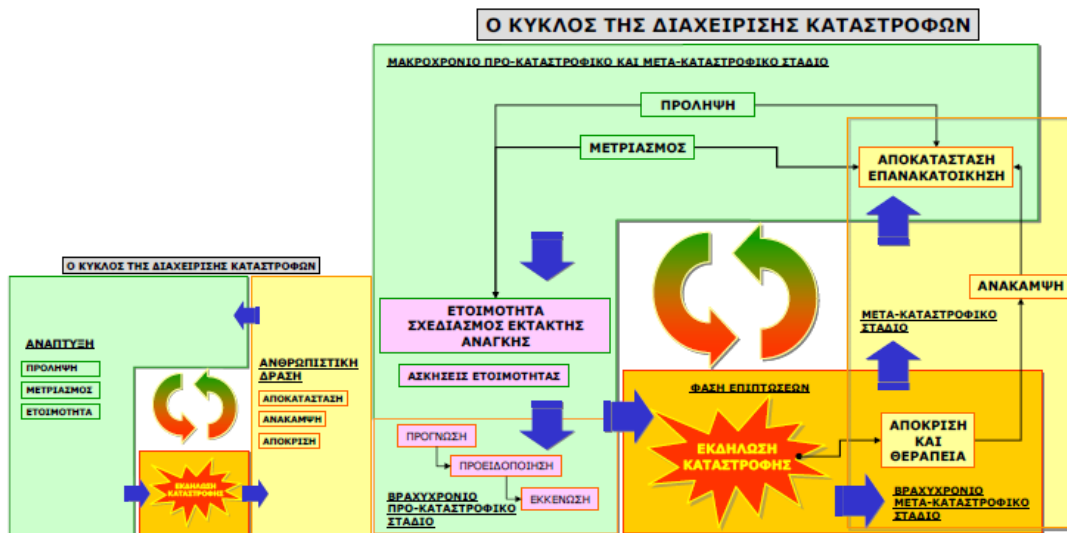 Ο ΚΥΚΛΟΣ ΤΗΣ ΔΙΑΧΕΙΡΙΣΗΣ ΚΑΤΑΣΤΡΟΦΩΝ
ΑΝΑΠΤΥΞΗ
ΠΡΟΛΗΨΗ
ΜΕΤΡΙΑΣΜΟΣ
ΕΤΟΙΜΟΤΗΤΑ
ΑΝΘΡΩΠΙΣΤΙΚΗ
ΔΡΑΣΗ
ΑΠΟΚΑΤΑΣΤΑΣΗ
ΑΝΑΚΑΜΨΗ
ΑΠΟΚΡΙΣΗ
ΕΚΔΗΛΩΣΗ
ΚΑΤΑΣΤΡΟΦΗΣ
Ο ΚΥΚΛΟΣ ΤΗΣ ΔΙΑΧΕΙΡΙΣΗΣ ΚΑΤΑΣΤΡΟΦΩΝ
ΜΑΚΡΟΧΡΟΝΙΟ ΠΡΟ-ΚΑΤΑΣΤΡΟΦΙΚΟ ΚΑΙ ΜΕΤΑ-ΚΑΤΑΣΤΡΟΦΙΚΟ ΣΤΑΔΙΟ
ΠΡΟΛΗΨΗ
ΜΕΤΡΙΑΣΜΟΣ
ΑΠΟΚΑΤΑΣΤΑΣΗ
ΕΠΑΝΑΚΑΤΟΙΚΗΣΗ
ΑΝΑΚΑΜΨΗ
ΕΤΟΙΜΟΤΗΤΑ
ΣΧΕΔΙΑΣΜΟΣ ΕΚΤΑΚΤΗΣ
ΑΝΑΓΚΗΣ
ΜΕΤΑ-ΚΑΤΑΣΤΡΟΦΙΚΟ
ΣΤΑΔΙΟ
ΑΣΚΗΣΕΙΣ ΕΤΟΙΜΟΤΗΤΑΣ
ΦΑΣΗ ΕΠΙΠΤΩΣΕΩΝ
ΠΡΟΓΝΩΣΗ
ΠΡΟΕΙΔΟΠΟΙΗΣΗ
ΕΚΚΕΝΩΣΗ
ΒΡΑΧΥΧΡΟΝΙΟ
ΠΡΟ-ΚΑΤΑΣΤΡΟΦΙΚΟ
ΣΤΑΔΙΟ
ΕΚΔΗΛΩΣΗ
ΚΑΤΑΣΤΡΟΦΗΣ
ΑΠΟΚΡΙΣΗ
ΚΑΙ
ΘΕΡΑΠΕΙΑ
ΒΡΑΧΥΧΡΟΝΙΟ
ΜΕΤΑ-ΚΑΤΑΣΤΡΟΦΙΚΟ
ΣΤΑΔΙΟ